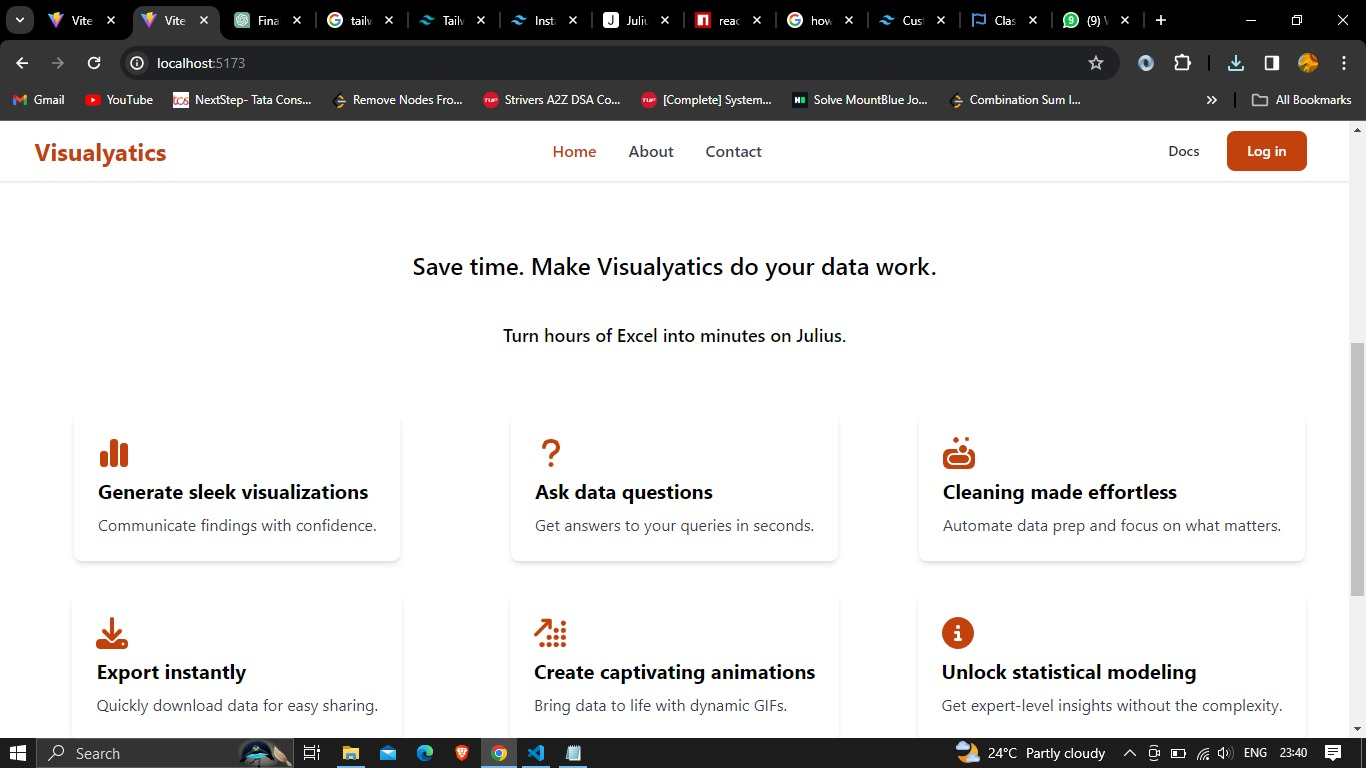 Vite
Vite
Fina
tailw
Tailv
Insta
Juliu
reac
how
Cust
Clas
(9) V
localhost:5173
Gmail
YouTube
NextStep- Tata Cons...
Remove Nodes Fro...
Strivers A2Z DSA Co...
[Complete] System...
Solve MountBlue Jo...
Combination Sum I...
All Bookmarks
Visualyatics
Home
About
Contact
Docs
Log in
Save time. Make Visualyatics do your data work.
Turn hours of Excel into minutes on Julius.
Generate sleek visualizations
Communicate findings with confidence.
Ask data questions
Get answers to your queries in seconds.
Cleaning made effortless
Automate data prep and focus on what matters.
Export instantly
Quickly download data for easy sharing.
Create captivating animations
Bring data to life with dynamic GIFs.
Unlock statistical modeling
Get expert-level insights without the complexity.
Search
24°C Partly cloudy
ENG
23:40